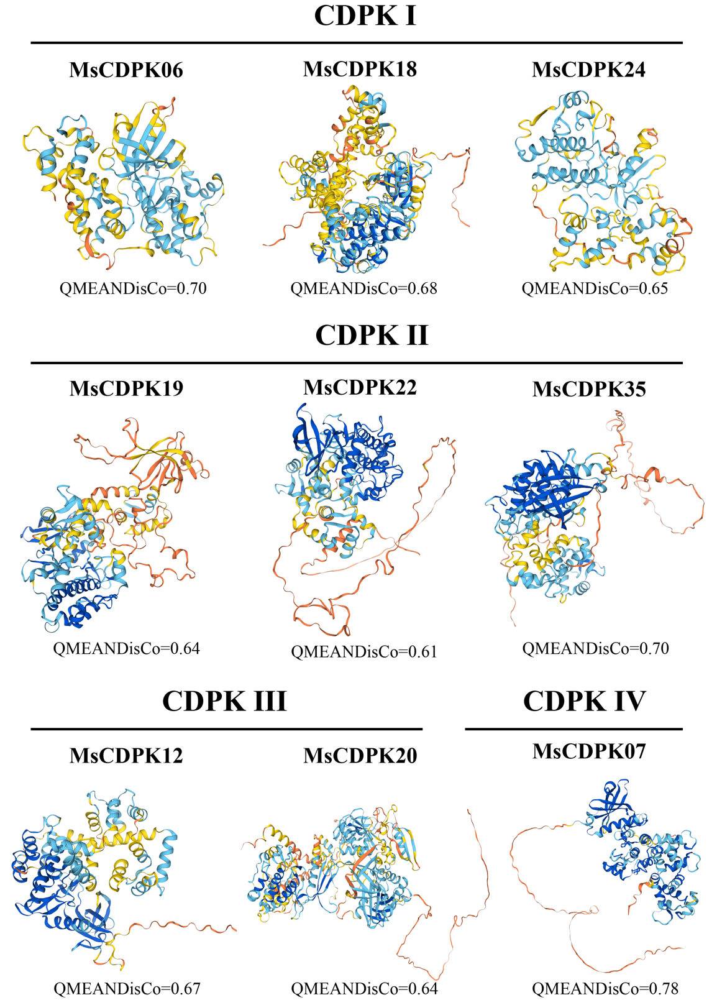 CDPK I
MsCDPK06 MsCDPK18 MsCDPK24
QMEANDisCo=0.70 QMEANDisCo=0.68 QMEANDisCo=0.65
CDPK II
MsCDPK19 MsCDPK22 MsCDPK35
QMEANDisCo=0.64 QMEANDisCo=0.61 QMEANDisCo=0.70
CDPK III CDPK IV
MsCDPK12 MsCDPK20 MsCDPK07
QMEANDisCo=0.67 QMEANDisCo=0.64 QMEANDisCo=0.78